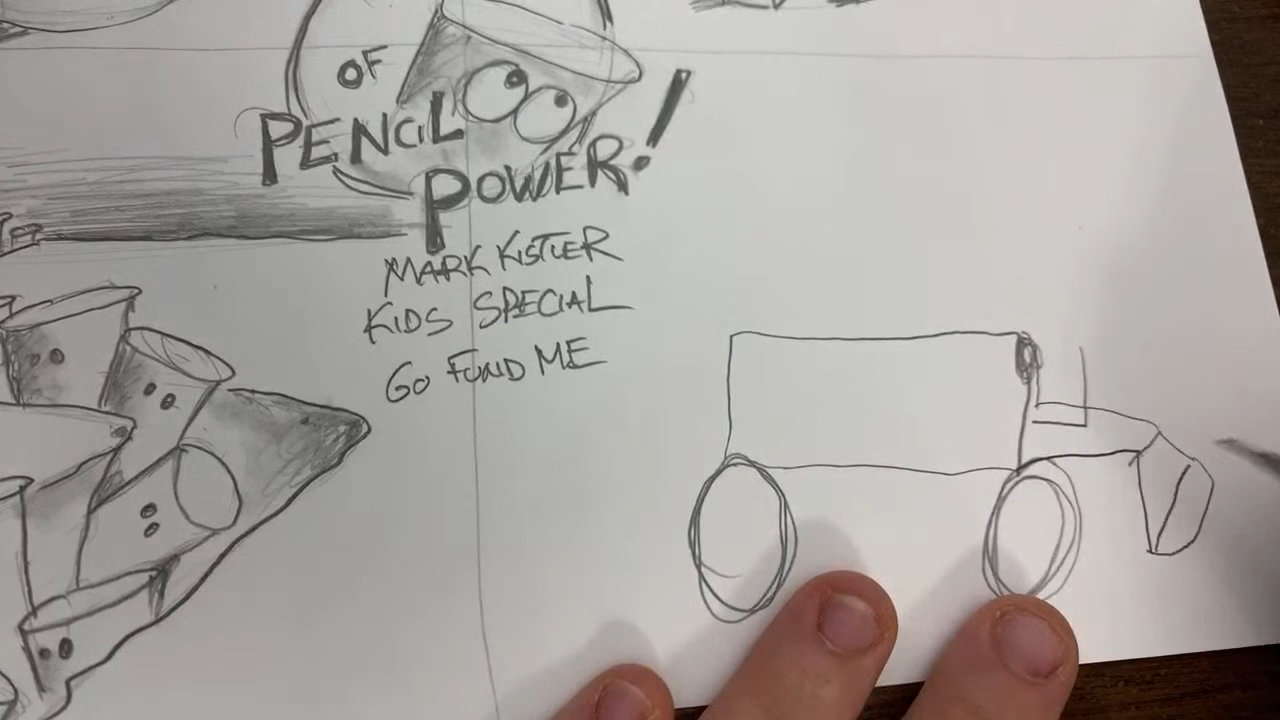 OF
PENCIL
POWER!
MARK KISTLER
KIDS SPECIAL
GO FUND ME